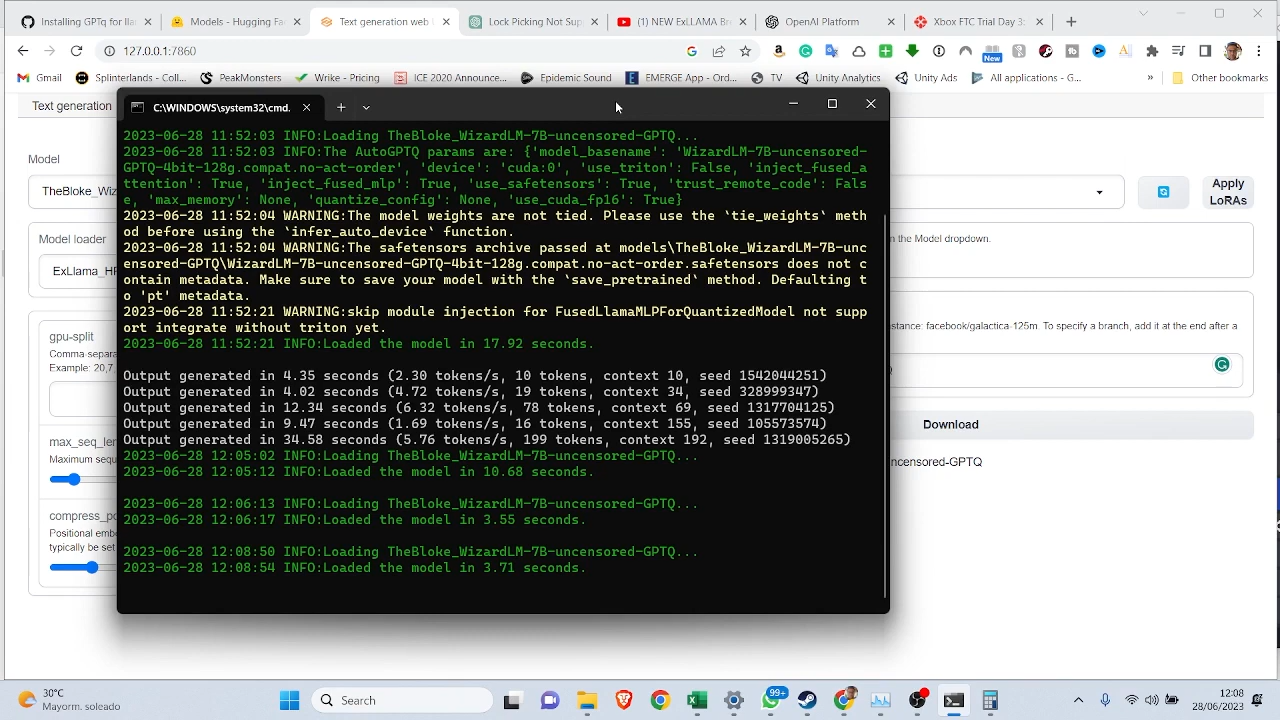 Installing GPTq for lla
Models - Hugging Fa
Text generation web U
Lock Picking Not Sup
(1) NEW ExLLAMA Bre
OpenAI Platform
Xbox FTC Trial Day 3:
127.0.0.1:7860
New
Gmail
Splinterlands - Coll...
PeakMonsters
Wrike - Pricing
ICE 2020 Announce...
Epidemic Sound
EMERGE App - Ord...
TV
Unity Analytics
Unity Ads
All applications - G...
»
Other bookmarks
Text generation
C:\WINDOWS\system32\cmd.
Model
TheBloke_Wiz
Apply
LoRAs
Model loader
n the Model dropdown.
ExLlama_HF
gpu-split
Comma-separa
Example: 20,7
stance: facebook/galactica-125m. To specify a branch, add it at the end after a
Download
max_seq_len
Maximum sequ
ncensored-GPTQ
compress_po
Positional embe
typically be set
2023-06-28 11:52:03 INFO:Loading TheBloke_WizardLM-7B-uncensored-GPTQ...
2023-06-28 11:52:03 INFO:The AutoGPTQ params are: {'model_basename': 'WizardLM-7B-uncensored-
GPTQ-4bit-128g.compat.no-act-order', 'device': 'cuda:0', 'use_triton': False, 'inject_fused_a
ttention': True, 'inject_fused_mlp': True, 'use_safetensors': True, 'trust_remote_code': Fals
e, 'max_memory': None, 'quantize_config': None, 'use_cuda_fp16': True}
2023-06-28 11:52:04 WARNING:The model weights are not tied. Please use the `tie_weights` meth
od before using the `infer_auto_device` function.
2023-06-28 11:52:04 WARNING:The safetensors archive passed at models\TheBloke_WizardLM-7B-unc
ensored-GPTQ\WizardLM-7B-uncensored-GPTQ-4bit-128g.compat.no-act-order.safetensors does not c
ontain metadata. Make sure to save your model with the `save_pretrained` method. Defaulting t
o 'pt' metadata.
2023-06-28 11:52:21 WARNING:skip module injection for FusedLlamaMLPForQuantizedModel not supp
ort integrate without triton yet.
2023-06-28 11:52:21 INFO:Loaded the model in 17.92 seconds.
Output generated in 4.35 seconds (2.30 tokens/s, 10 tokens, context 10, seed 1542044251)
Output generated in 4.02 seconds (4.72 tokens/s, 19 tokens, context 34, seed 328999347)
Output generated in 12.34 seconds (6.32 tokens/s, 78 tokens, context 69, seed 1317704125)
Output generated in 9.47 seconds (1.69 tokens/s, 16 tokens, context 155, seed 105573574)
Output generated in 34.58 seconds (5.76 tokens/s, 199 tokens, context 192, seed 1319005265)
2023-06-28 12:05:02 INFO:Loading TheBloke_WizardLM-7B-uncensored-GPTQ...
2023-06-28 12:05:12 INFO:Loaded the model in 10.68 seconds.
2023-06-28 12:06:13 INFO:Loading TheBloke_WizardLM-7B-uncensored-GPTQ...
2023-06-28 12:06:17 INFO:Loaded the model in 3.55 seconds.
2023-06-28 12:08:50 INFO:Loading TheBloke_WizardLM-7B-uncensored-GPTQ...
2023-06-28 12:08:54 INFO:Loaded the model in 3.71 seconds.
30°C
Mayorm. soleado
Search
99+
12:08
28/06/2023